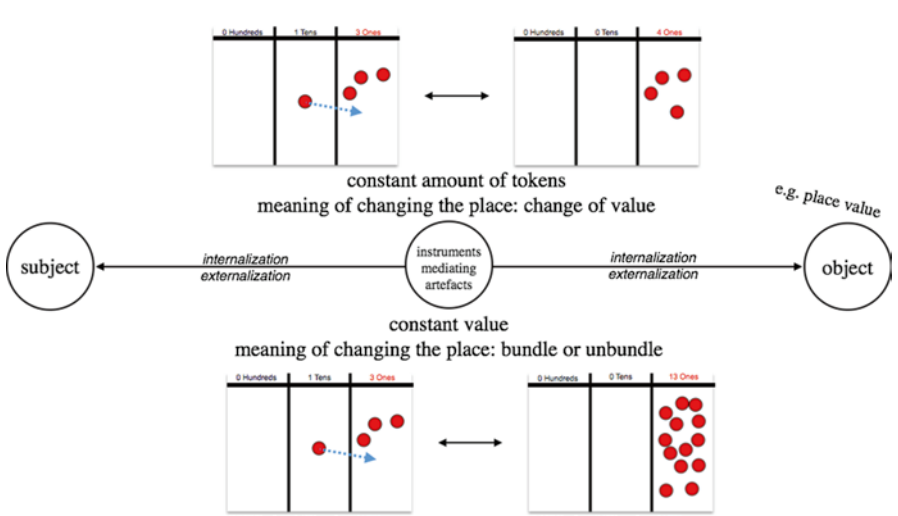 0 Hundreds 1 Tens 3 Ones 0 Hundreds 0 Tens 4 Ones
constant amount of tokens
meaning of changing the place: change of value
e.g. place value
subject
internalization
externalization
instruments
mediating
artefacts
internalization
externalization
object
constant value
meaning of changing the place: bundle or unbundle
0 Hundreds 1 Tens 3 Ones 0 Hundreds 0 Tens 13 Ones